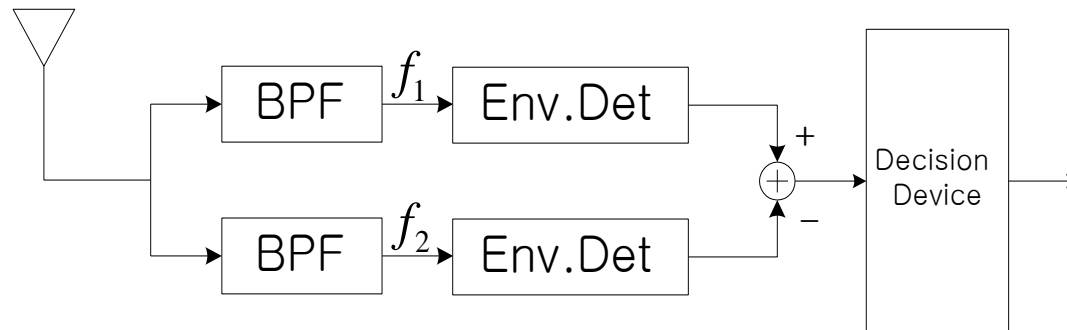 BPF
f1
Env.Det
+
Decision
Device
BPF
f2
Env.Det
−